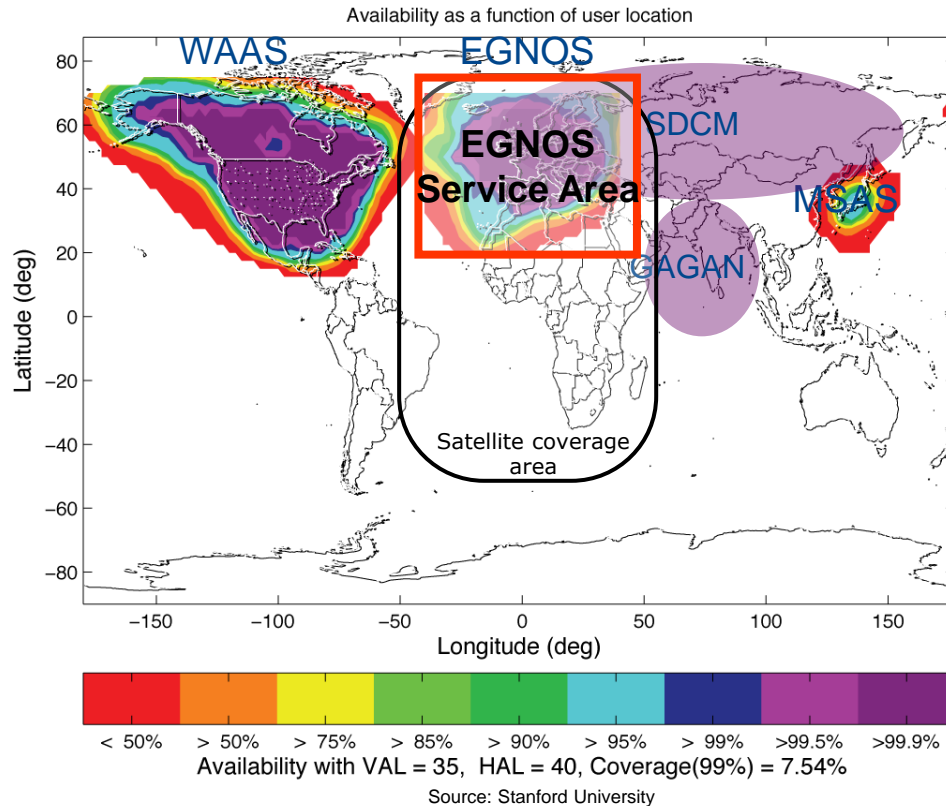 Availability as a function of user location
WAAS
EGNOS
80
60
40
20
0
−20
−40
−60
−80
Latitude (deg)
EGNOS
Service Area
SDCM
MSAS
GAGAN
Satellite coverage
area
−150
−100
−50
0
50
100
150
Longitude (deg)
< 50%
> 50%
> 75%
> 85%
> 90%
> 95%
> 99%
>99.5%
>99.9%
Availability with VAL = 35, HAL = 40, Coverage(99%) = 7.54%
Source: Stanford University